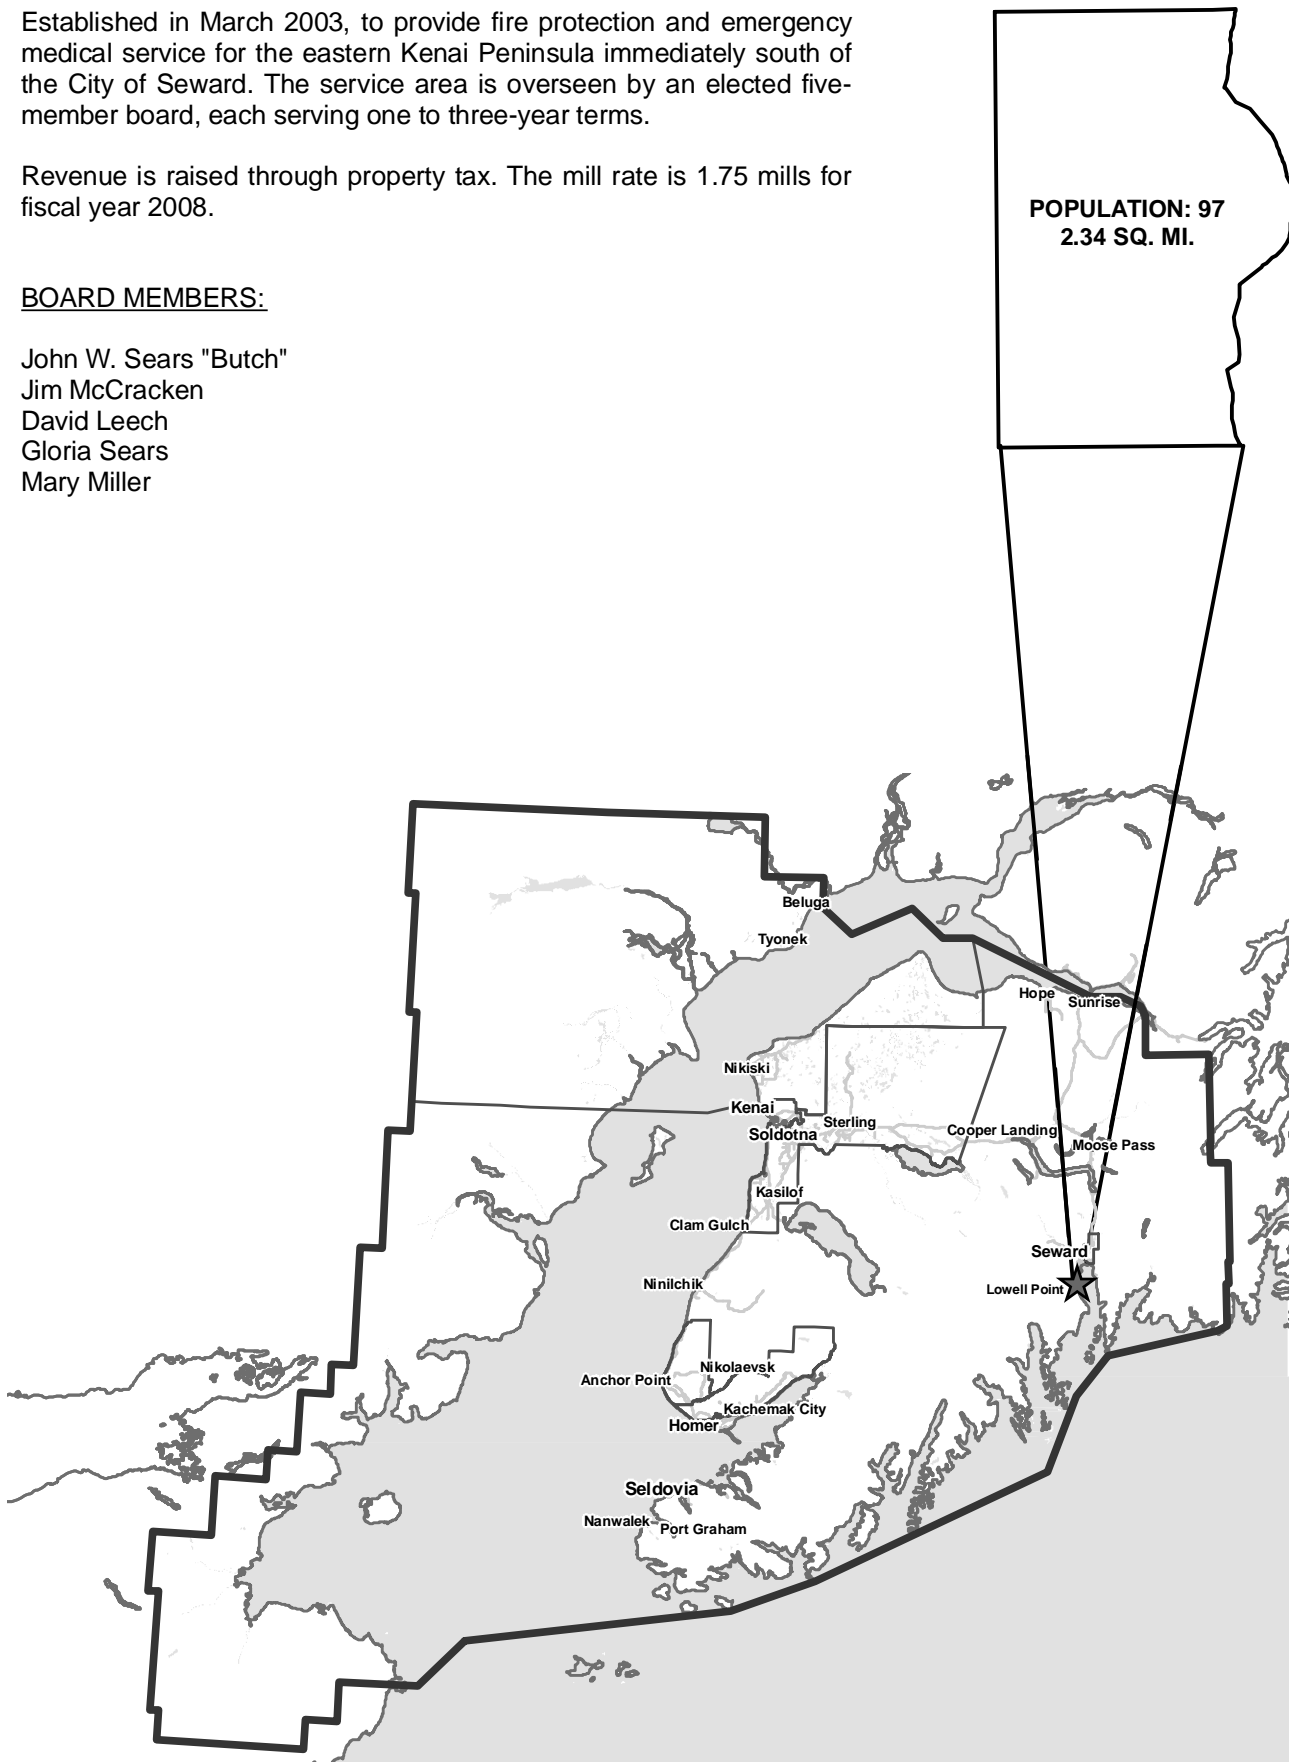 Established in March 2003, to provide fire protection and emergency
medical service for the eastern Kenai Peninsula immediately south of
the City of Seward. The service area is overseen by an elected five-
member board, each serving one to three-year terms.
Revenue is raised through property tax. The mill rate is 1.75 mills for
fiscal year 2008.
BOARD MEMBERS:
John W. Sears "Butch"
Jim McCracken
David Leech
Gloria Sears
Mary Miller
POPULATION: 97
2.34 SQ. MI.
Beluga
Tyonek
Hope
Sunrise
Nikiski
Kenai
Sterling
Soldotna
Cooper Landing
Moose Pass
Kasilof
Clam Gulch
Seward
Ninilchik
Lowell Point
Nikolaevsk
Anchor Point
Kachemak City
Homer
Seldovia
Nanwalek
Port Graham